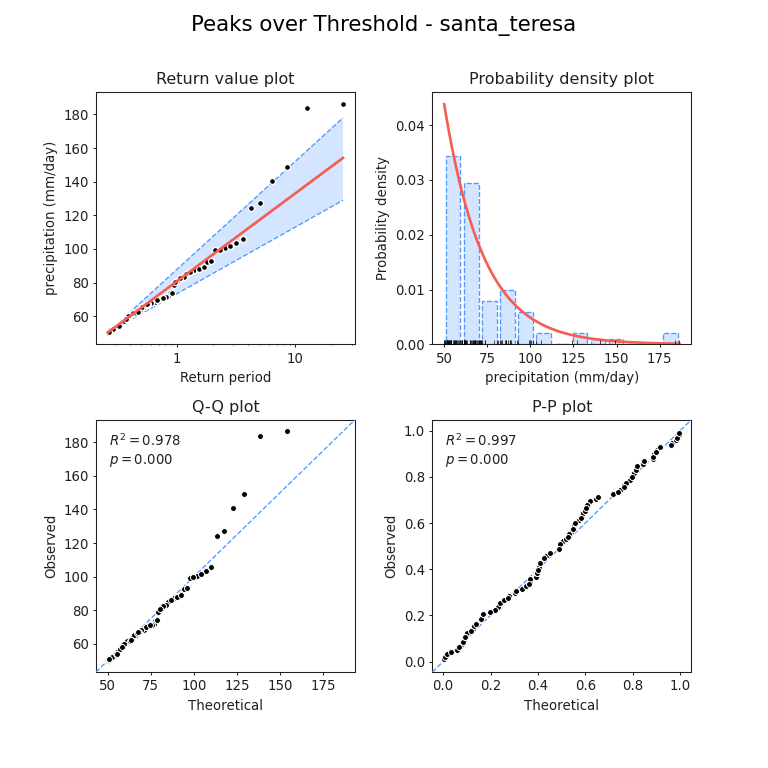 Peaks over Threshold - santa_teresa
Return value plot
precipitation (mm/day)
180
160
140
120
100
80
60
1
10
Return period
Probability density plot
Probability density
0.04
0.03
0.02
0.01
0.00
50
75
100
125
150
175
precipitation (mm/day)
Q-Q plot
R² = 0.978
p = 0.000
Observed
180
160
140
120
100
80
60
50
75
100
125
150
175
Theoretical
P-P plot
R² = 0.997
p = 0.000
Observed
1.0
0.8
0.6
0.4
0.2
0.0
0.0
0.2
0.4
0.6
0.8
1.0
Theoretical